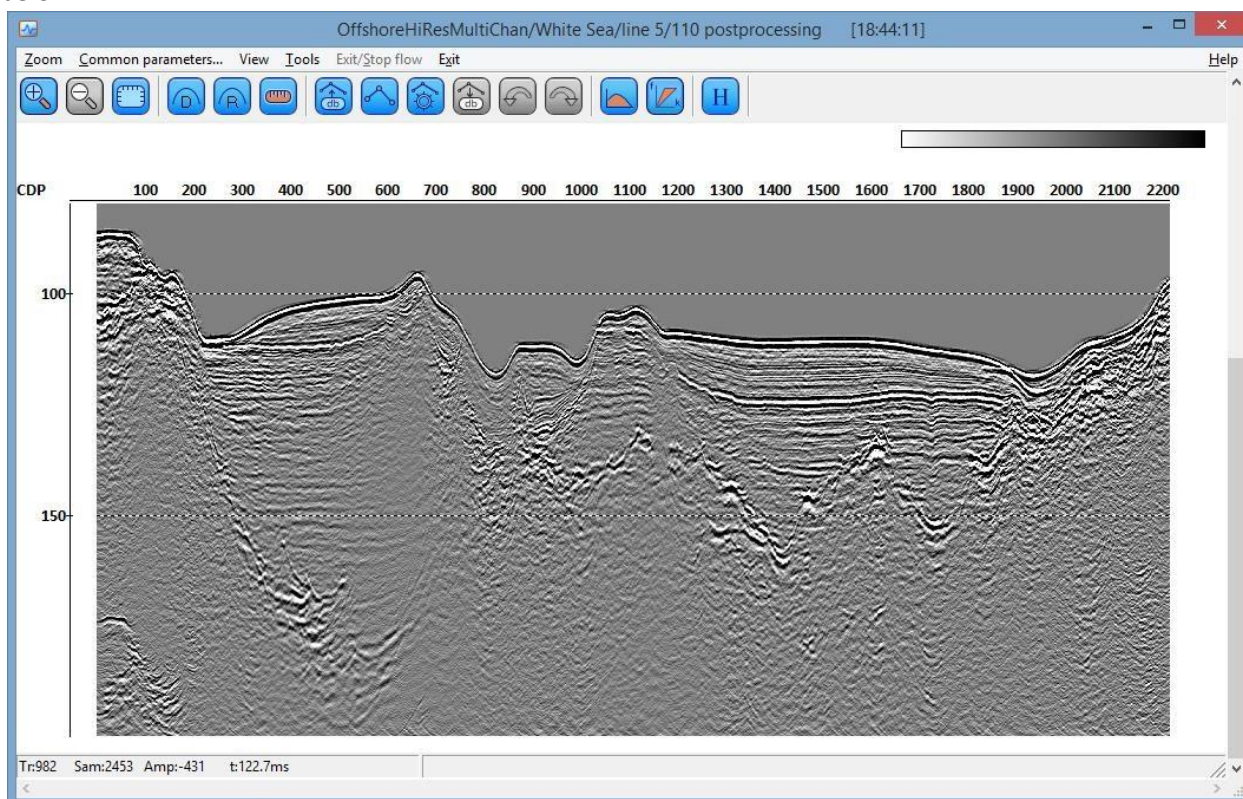 OffshoreHiResMultiChan/White Sea/line 5/110 postprocessing [18:44:11]
Zoom Common parameters... View Tools Exit/Stop flow Exit Help
D R db db f k H
CDP 100 200 300 400 500 600 700 800 900 1000 1100 1200 1300 1400 1500 1600 1700 1800 1900 2000 2100 2200
100
150
Tr:982 Sam:2453 Amp:-431 t:122.7ms